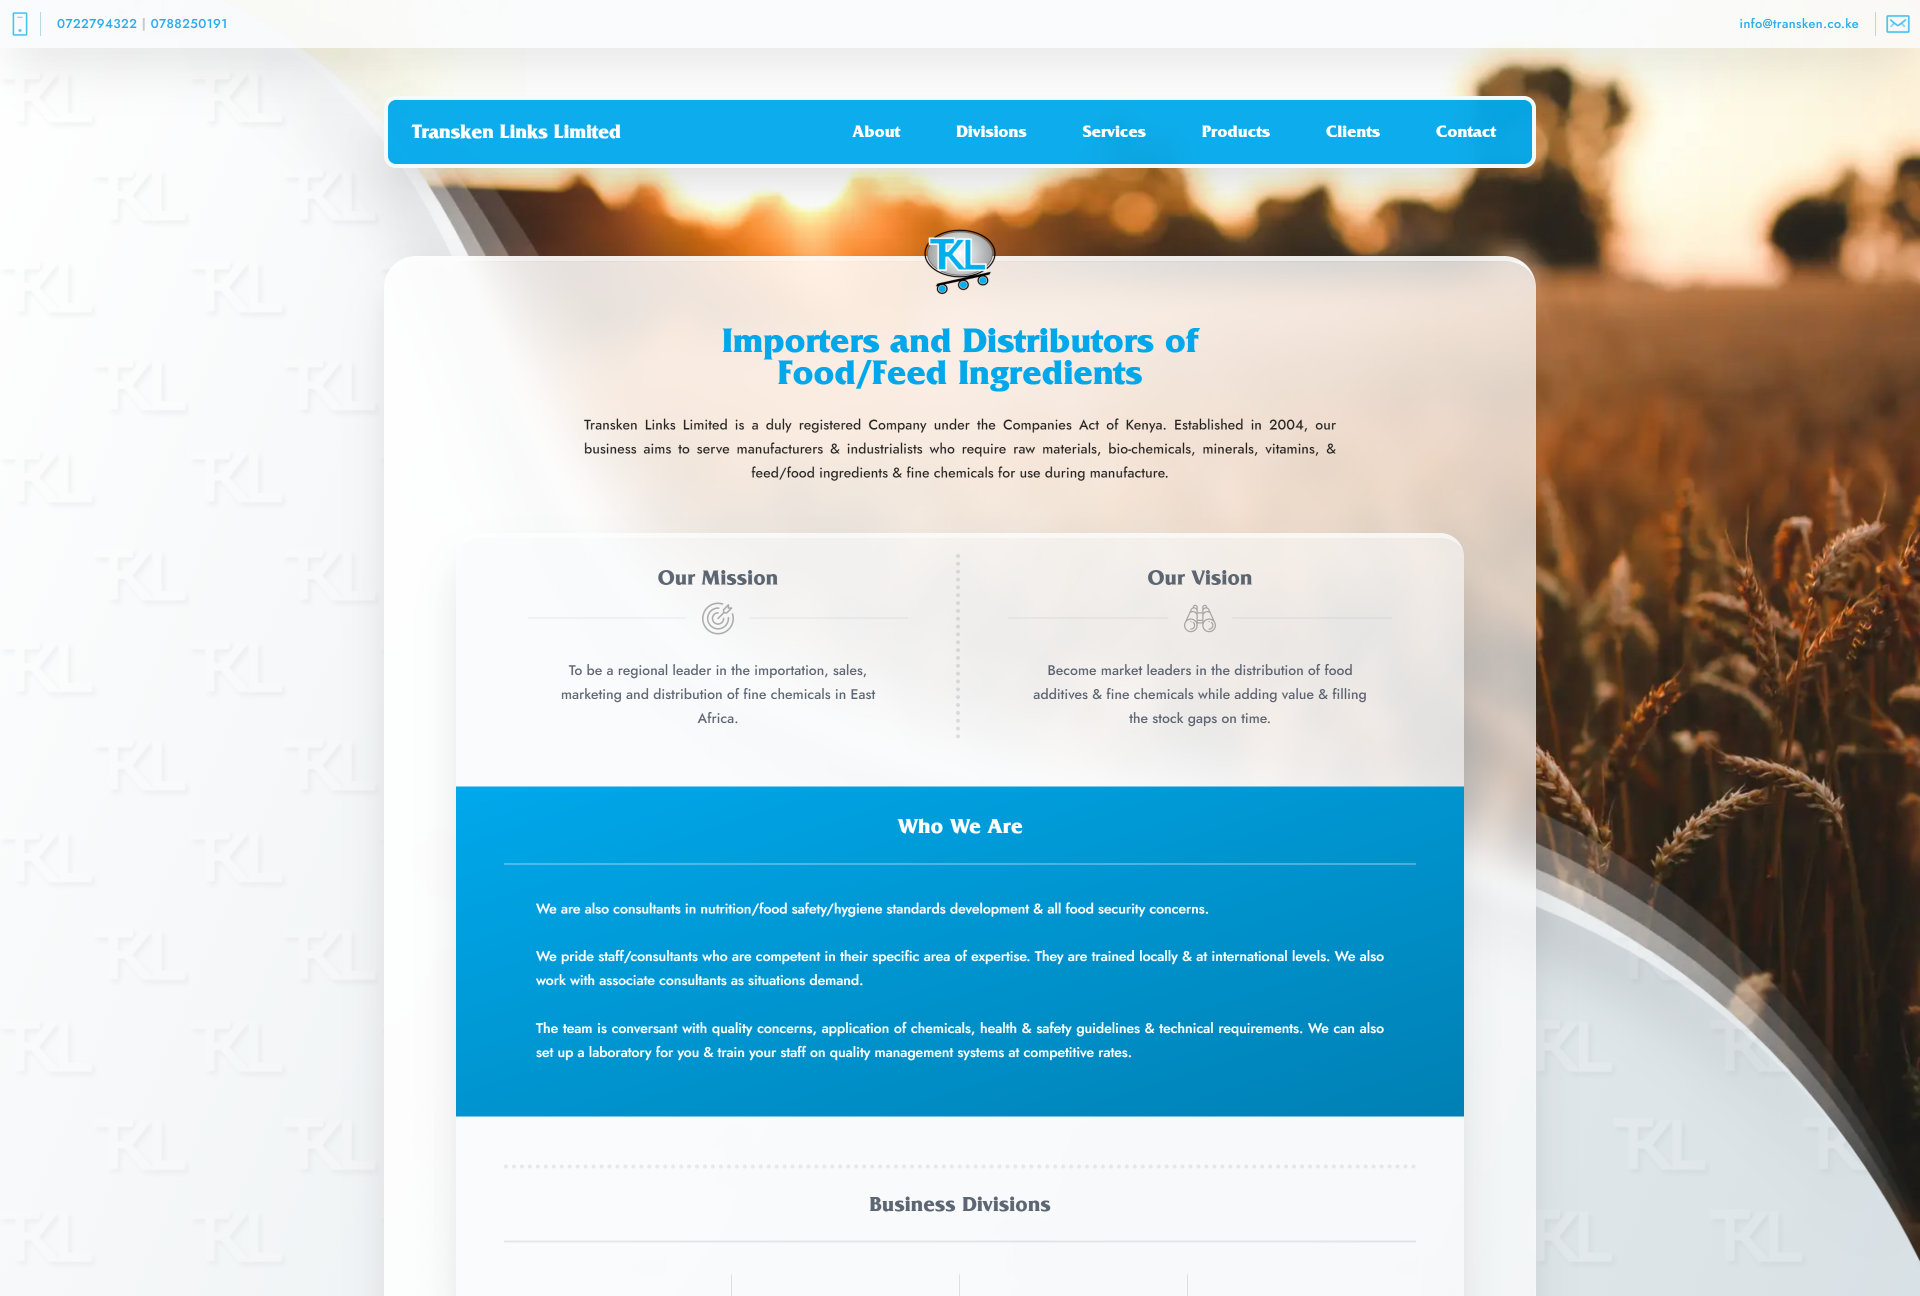 0722794322 | 0788250191
info@transken.co.ke
Transken Links Limited
About
Divisions
Services
Products
Clients
Contact
TKL
Importers and Distributors of
Food/Feed Ingredients
Transken Links Limited is a duly registered Company under the Companies Act of Kenya. Established in 2004, our
business aims to serve manufacturers & industrialists who require raw materials, bio-chemicals, minerals, vitamins, &
feed/food ingredients & fine chemicals for use during manufacture.
Our Mission
To be a regional leader in the importation, sales,
marketing and distribution of fine chemicals in East
Africa.
Our Vision
Become market leaders in the distribution of food
additives & fine chemicals while adding value & filling
the stock gaps on time.
Who We Are
We are also consultants in nutrition/food safety/hygiene standards development & all food security concerns.
We pride staff/consultants who are competent in their specific area of expertise. They are trained locally & at international levels. We also
work with associate consultants as situations demand.
The team is conversant with quality concerns, application of chemicals, health & safety guidelines & technical requirements. We can also
set up a laboratory for you & train your staff on quality management systems at competitive rates.
Business Divisions